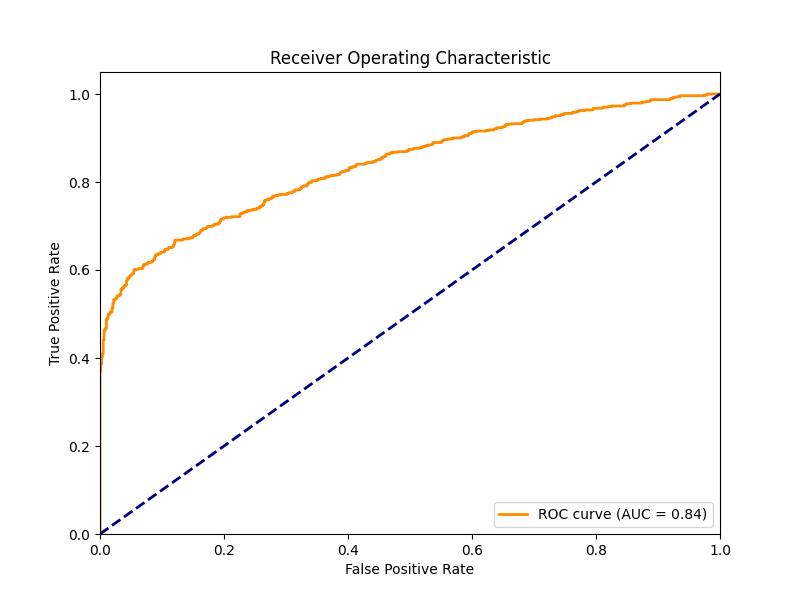 Receiver Operating Characteristic
1.0
0.8
0.6
0.4
0.2
0.0
True Positive Rate
ROC curve (AUC = 0.84)
0.0 0.2 0.4 0.6 0.8 1.0
False Positive Rate